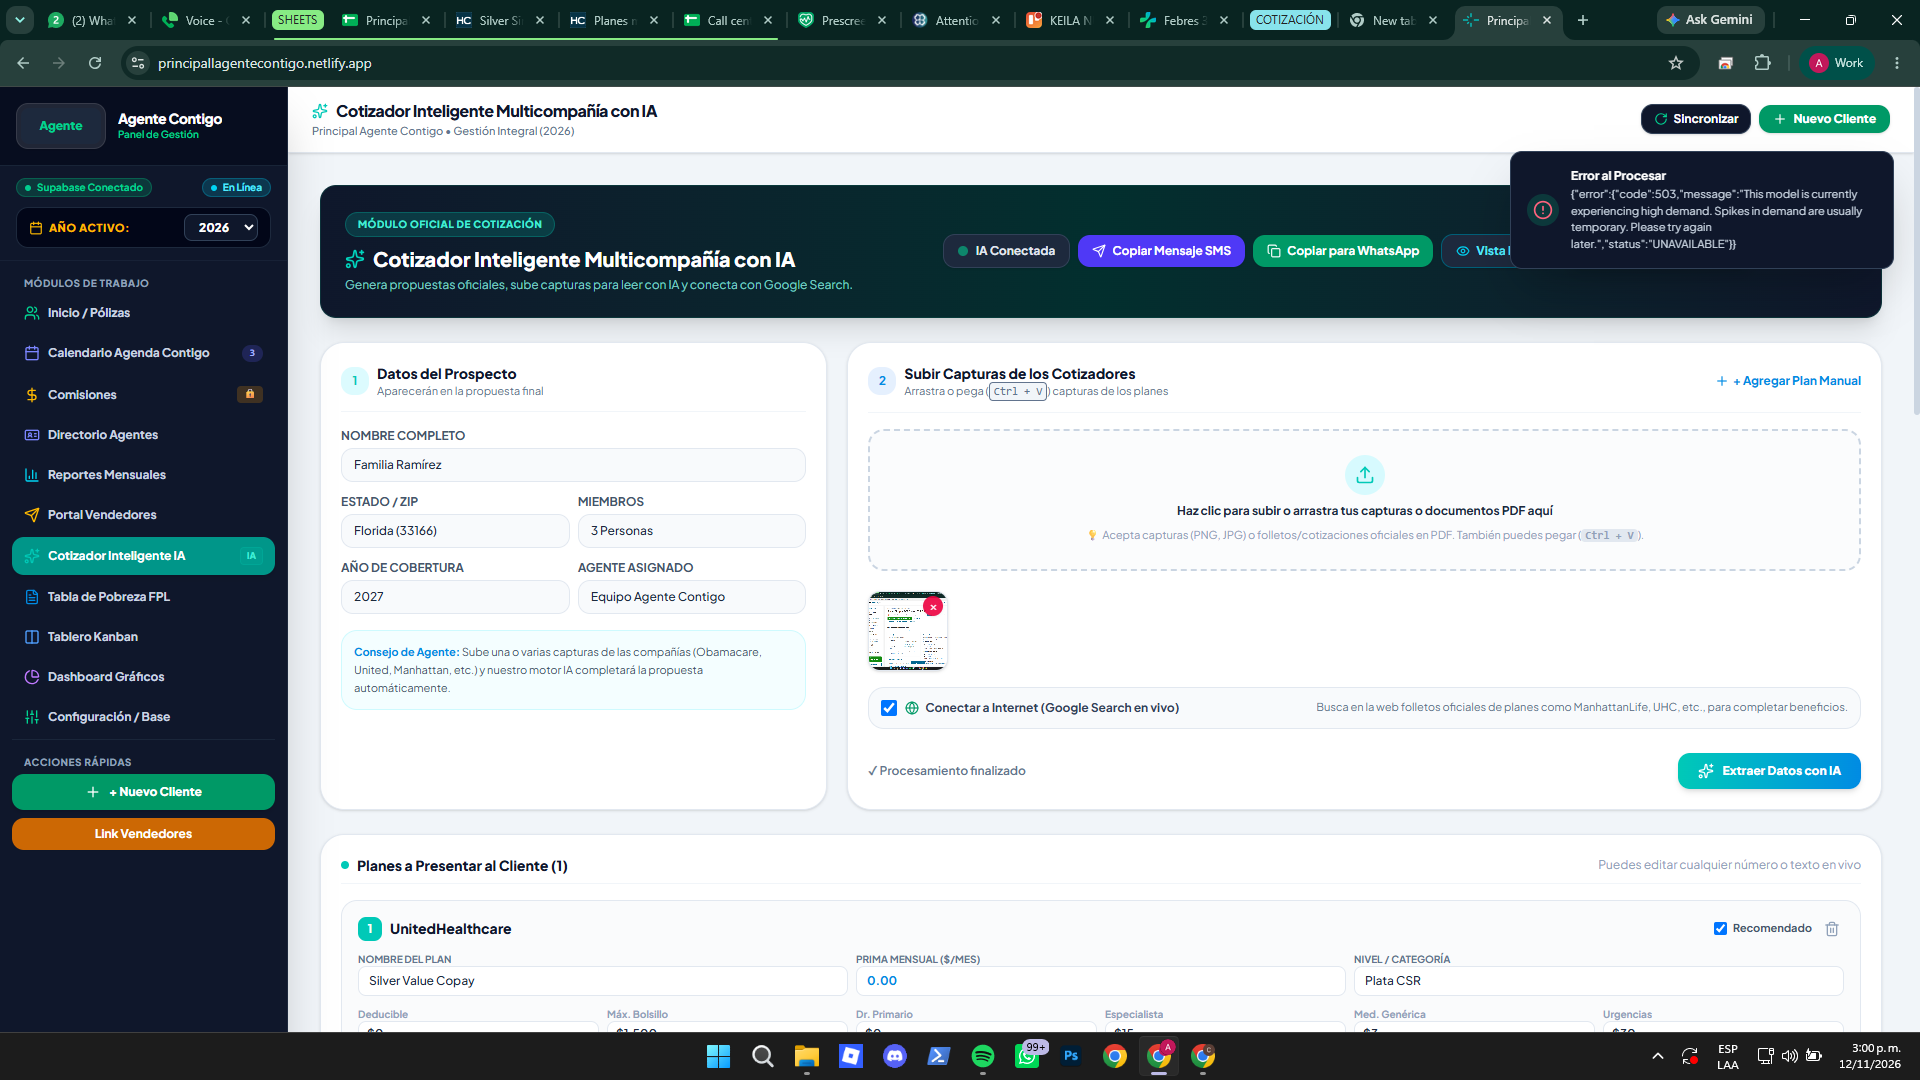 2
(2) Wha
Voice -
SHEETS
Principa
HC
Silver Si
HC
Planes
Call cen
Prescre
Attentio
KEILA N
Febres
COTIZACIÓN
New tab
Principa
Ask Gemini
principallagentecontigo.netlify.app
A
Work
Agente
Agente Contigo
Panel de Gestión
Supabase Conectado
En Línea
AÑO ACTIVO:
2026
MÓDULOS DE TRABAJO
Inicio / Pólizas
Calendario Agenda Contigo
3
Comisiones
Directorio Agentes
Reportes Mensuales
Portal Vendedores
Cotizador Inteligente IA
IA
Tabla de Pobreza FPL
Tablero Kanban
Dashboard Gráficos
Configuración / Base
ACCIONES RÁPIDAS
+ Nuevo Cliente
Link Vendedores
Cotizador Inteligente Multicompañía con IA
Principal Agente Contigo • Gestión Integral (2026)
Sincronizar
Nuevo Cliente
Error al Procesar
{"error":{"code":503,"message":"This model is currently
experiencing high demand. Spikes in demand are usually
temporary. Please try again
later.","status":"UNAVAILABLE"}}
MÓDULO OFICIAL DE COTIZACIÓN
Cotizador Inteligente Multicompañía con IA
Genera propuestas oficiales, sube capturas para leer con IA y conecta con Google Search.
IA Conectada
Copiar Mensaje SMS
Copiar para WhatsApp
Vista
1
Datos del Prospecto
Aparecerán en la propuesta final
NOMBRE COMPLETO
Familia Ramírez
ESTADO / ZIP
MIEMBROS
Florida (33166)
3 Personas
AÑO DE COBERTURA
AGENTE ASIGNADO
2027
Equipo Agente Contigo
Consejo de Agente: Sube una o varias capturas de las compañías (Obamacare,
United, Manhattan, etc.) y nuestro motor IA completará la propuesta
automáticamente.
2
Subir Capturas de los Cotizadores
Arrastra o pega (Ctrl + V) capturas de los planes
+ Agregar Plan Manual
Haz clic para subir o arrastra tus capturas o documentos PDF aquí
Acepta capturas (PNG, JPG) o folletos/cotizaciones oficiales en PDF. También puedes pegar (Ctrl + V).
Conectar a Internet (Google Search en vivo)
Busca en la web folletos oficiales de planes como ManhattanLife, UHC, etc., para completar beneficios.
✓ Procesamiento finalizado
Extraer Datos con IA
Planes a Presentar al Cliente (1)
Puedes editar cualquier número o texto en vivo
1
UnitedHealthcare
Recomendado
NOMBRE DEL PLAN
PRIMA MENSUAL ($/MES)
NIVEL / CATEGORÍA
Silver Value Copay
0.00
Plata CSR
Deducible
Máx. Bolsillo
Dr. Primario
Especialista
Med. Genérica
Urgencias
99+
Ps
A
C
ESP
LAA
3:00 p. m.
12/11/2026